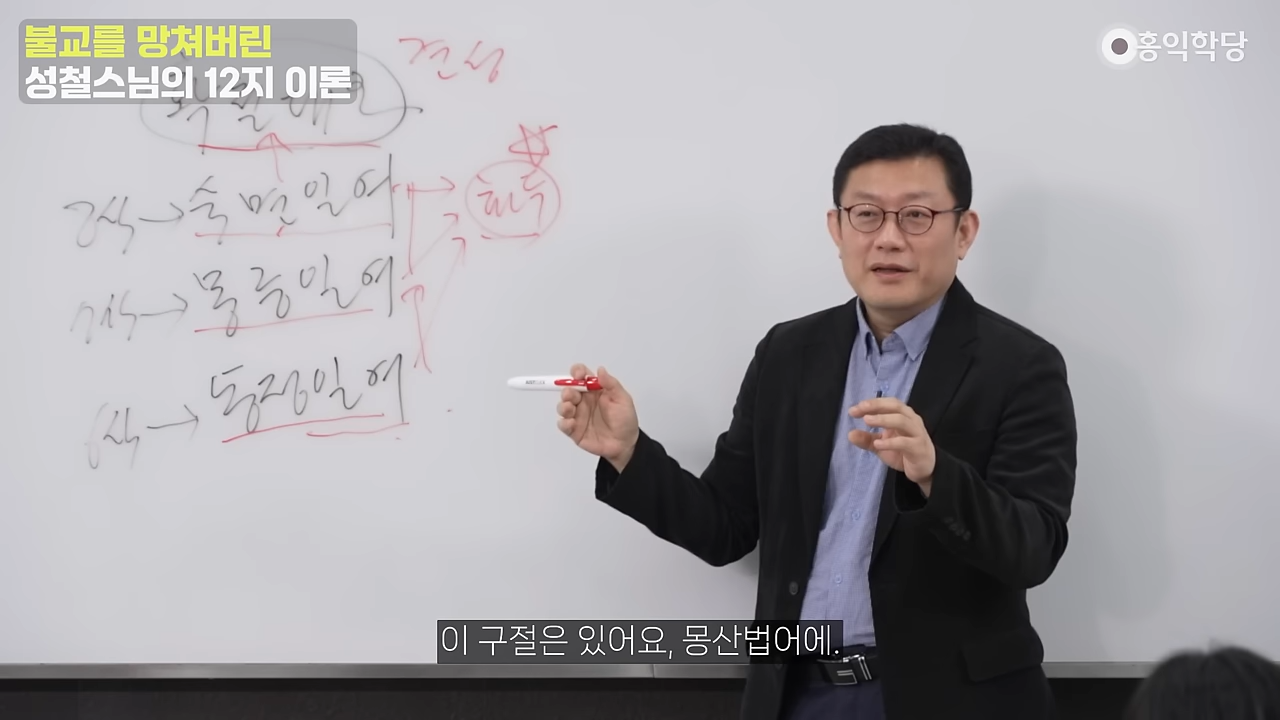 불교를 망쳐버린
성철스님의 12지 이론
홍익학당
견성
숙면일여
화두
몽중일여
동정일여
이 구절은 있어요, 몽산법어에.